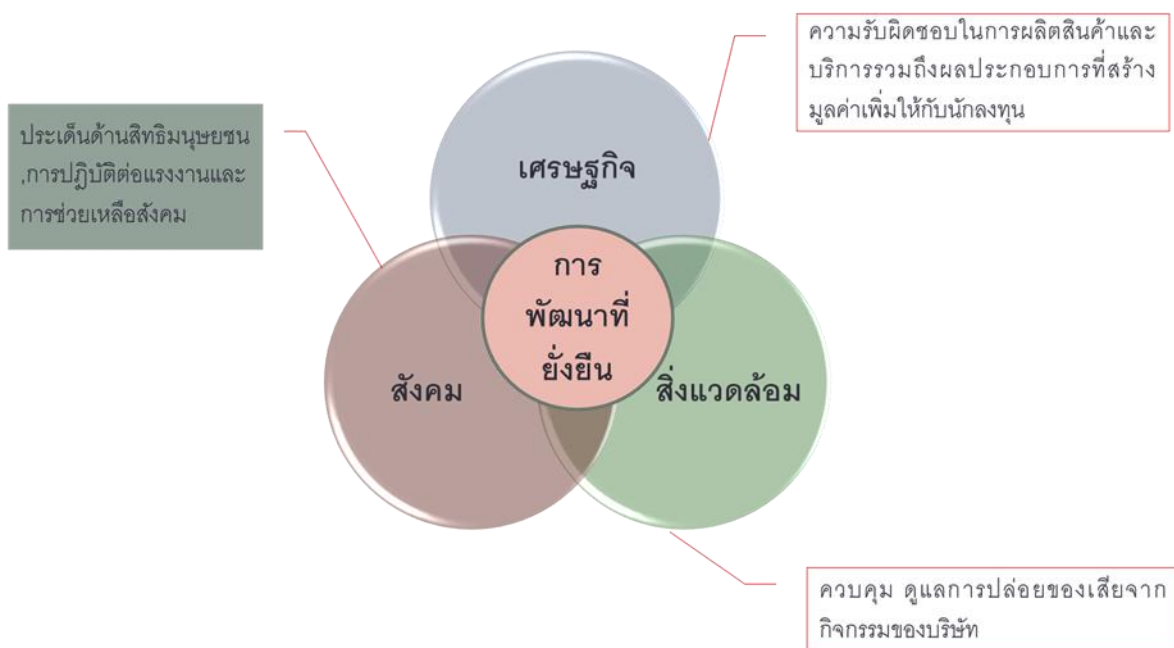 ความรับผิดชอบในการผลิตสินค้าและ
บริการรวมถึงผลประกอบการที่สร้าง
มูลค่าเพิ่มให้กับนักลงทุน
ประเด็นด้านสิทธิมนุษยชน
,การปฎิบัติต่อแรงงานและ
การช่วยเหลือสังคม
เศรษฐกิจ
การ
พัฒนาที่
ยั่งยืน
สังคม
สิ่งแวดล้อม
ควบคุม ดูแลการปล่อยของเสียจาก
กิจกรรมของบริษัท